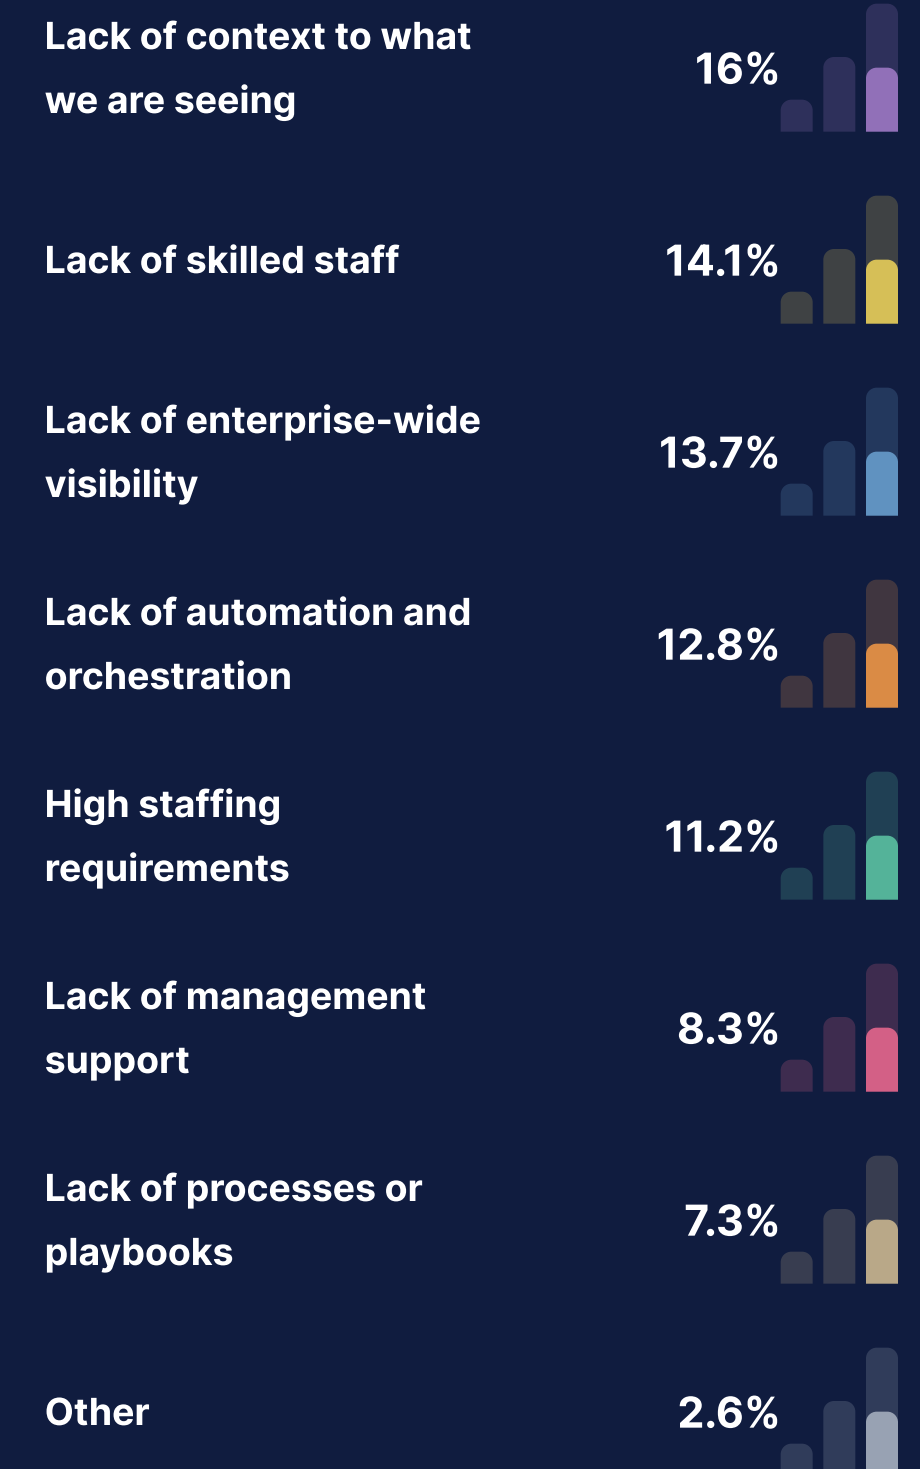 Lack of context to what
we are seeing
16%
Lack of skilled staff
14.1%
Lack of enterprise-wide
visibility
13.7%
Lack of automation and
orchestration
12.8%
High staffing
requirements
11.2%
Lack of management
support
8.3%
Lack of processes or
playbooks
7.3%
Other
2.6%